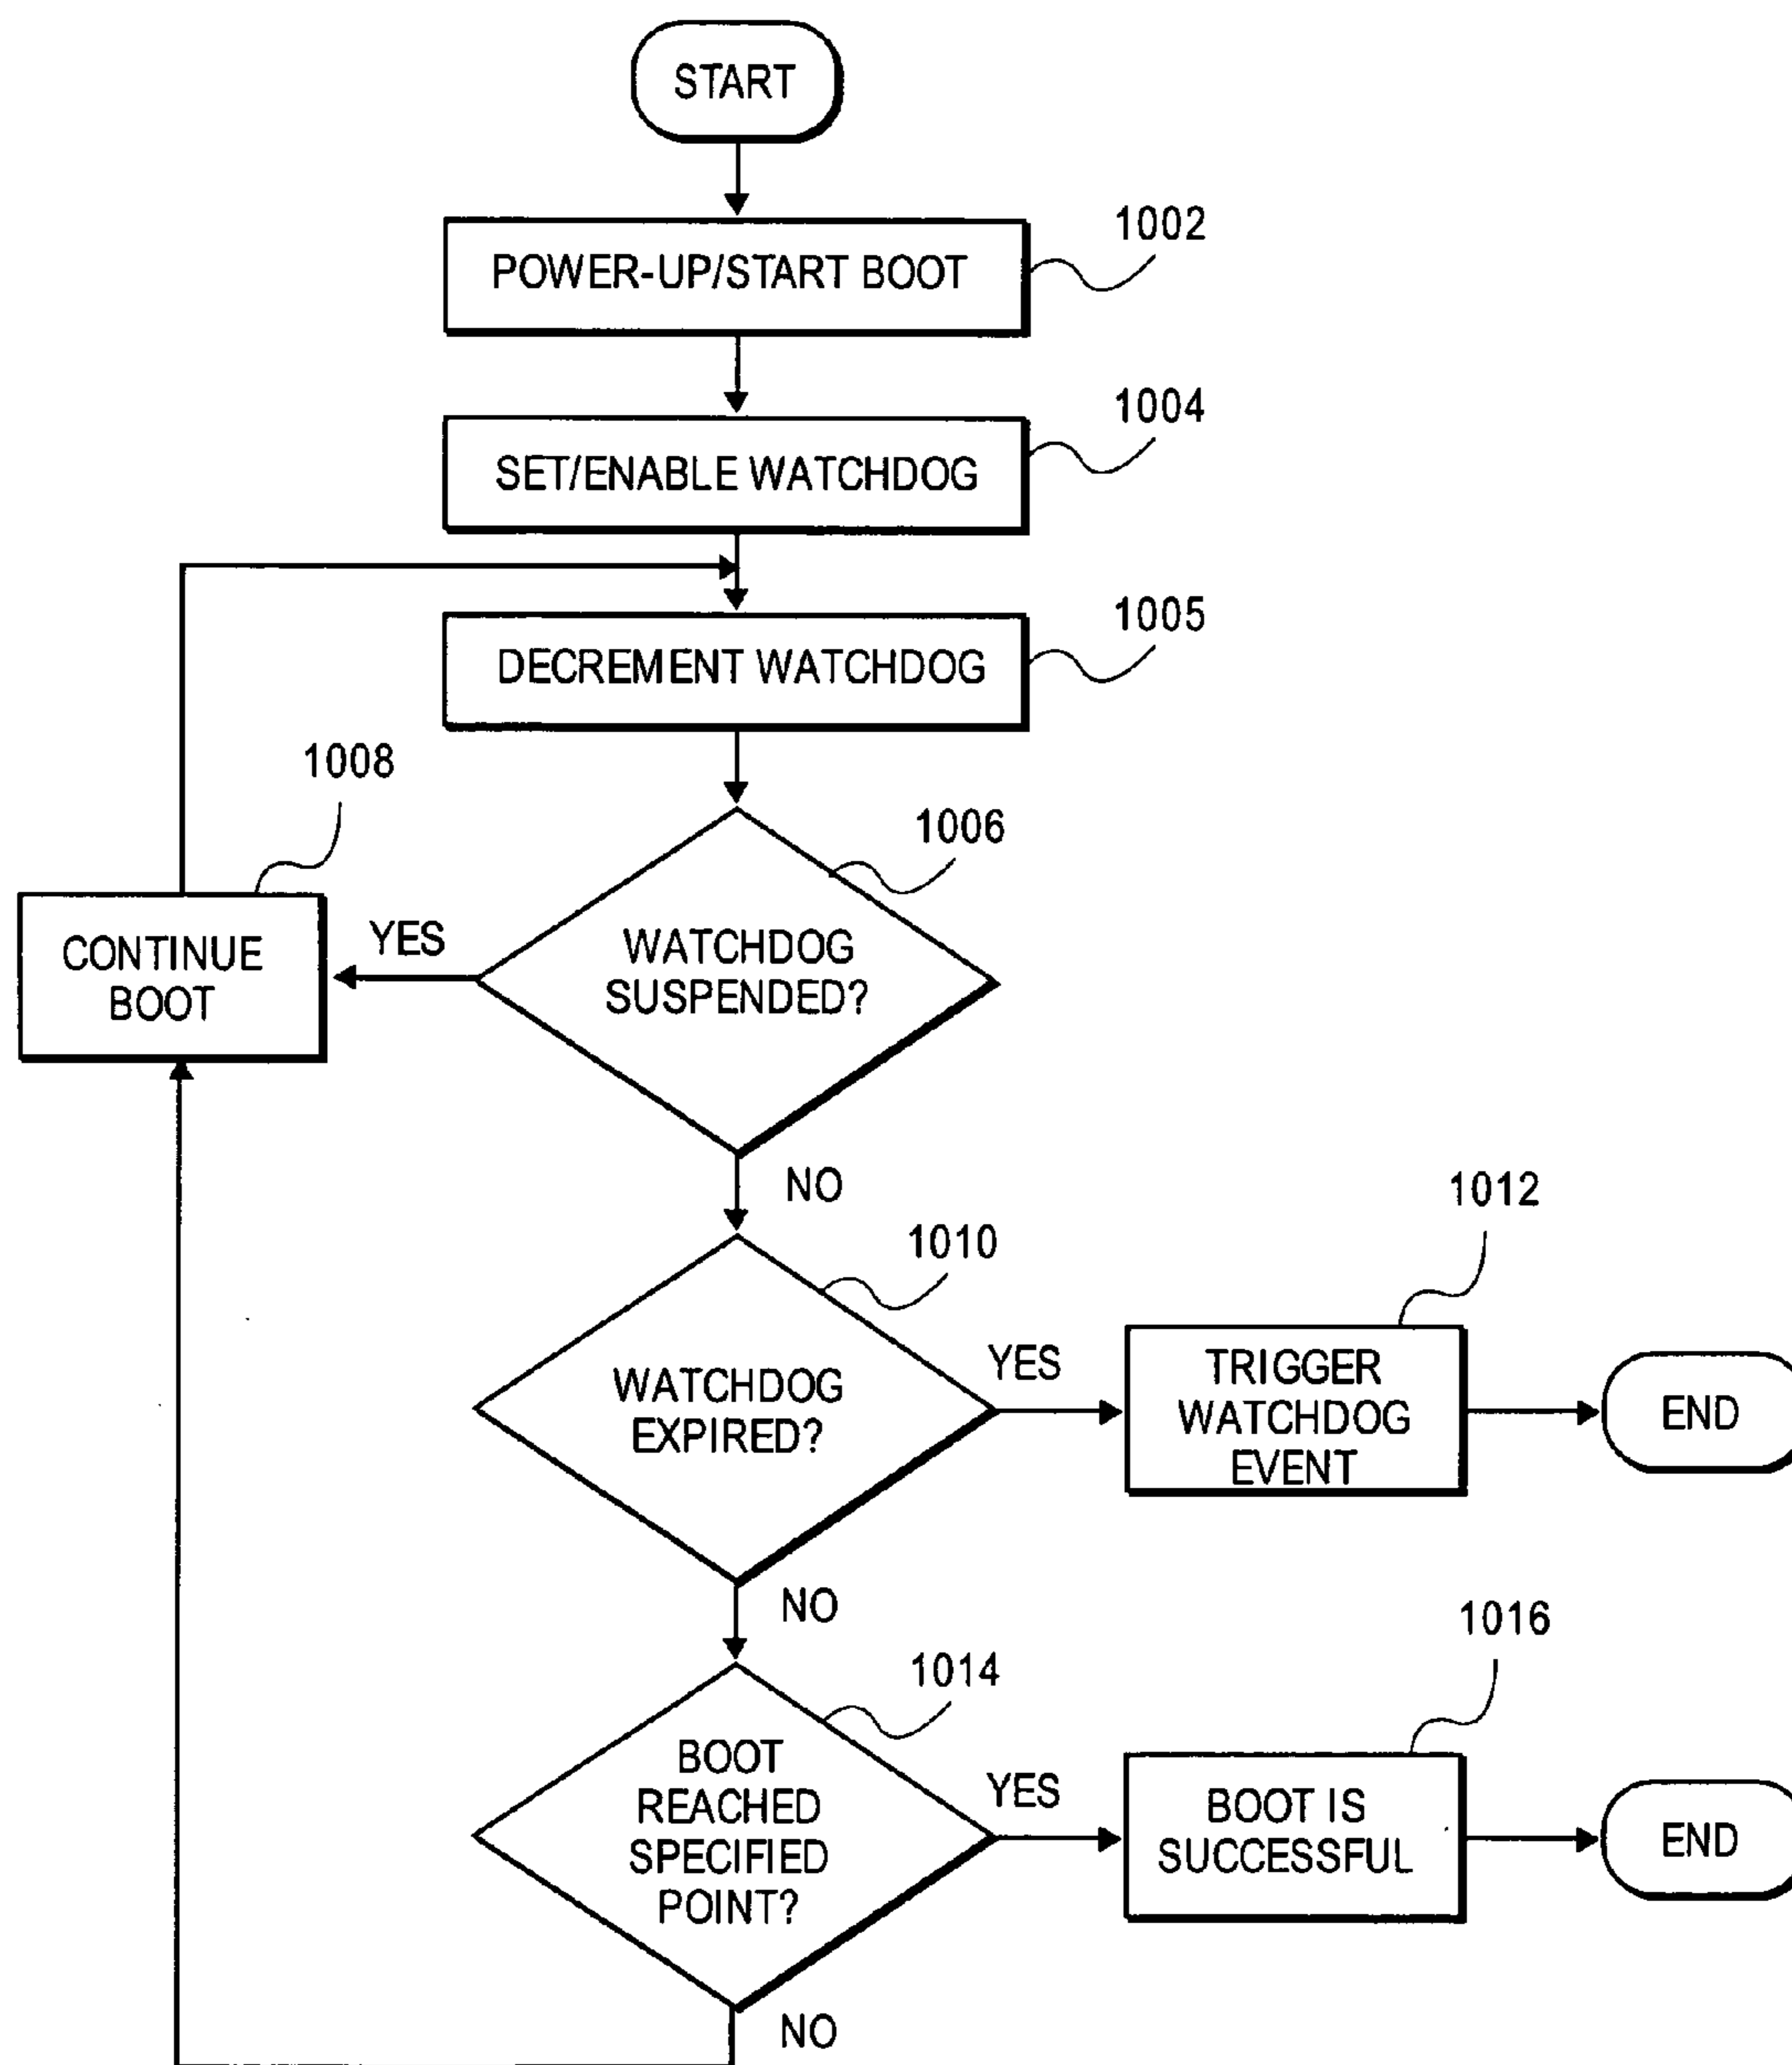 START
1002
POWER-UP/START BOOT
1004
SET/ENABLE WATCHDOG
1005
DECREMENT WATCHDOG
1008
1006
CONTINUE
BOOT
YES
WATCHDOG
SUSPENDED?
NO
1010
1012
WATCHDOG
EXPIRED?
YES
TRIGGER
WATCHDOG
EVENT
END
NO
1014
1016
BOOT
REACHED
SPECIFIED
POINT?
YES
BOOT IS
SUCCESSFUL
END
NO